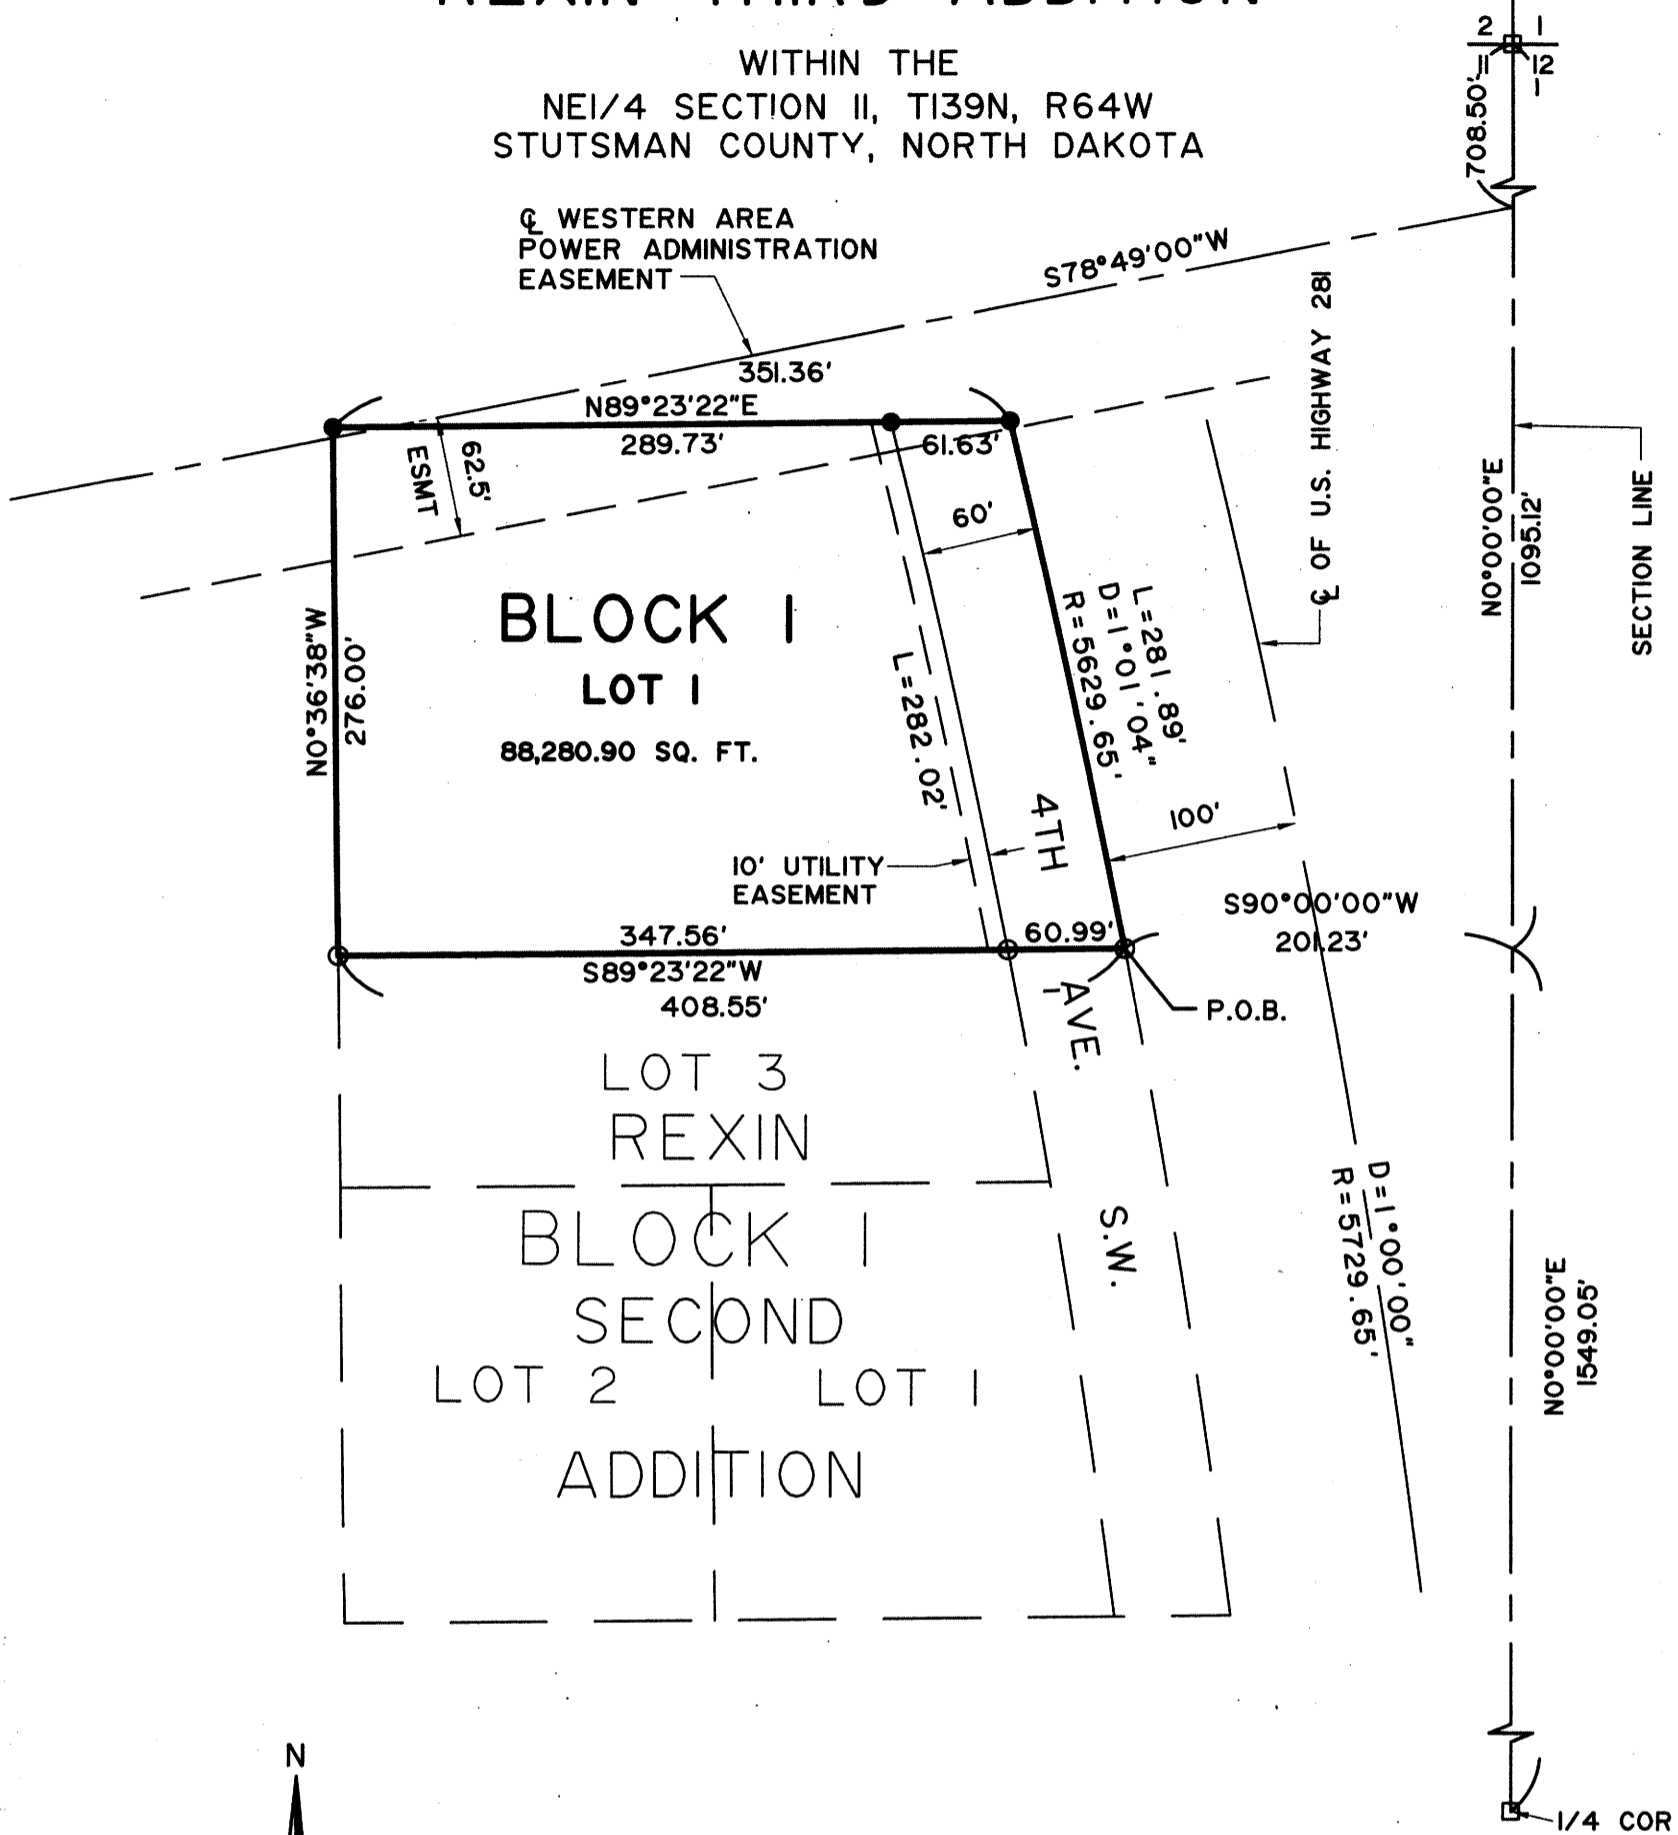 REXIN THIRD ADDITION
WITHIN THE
NE1/4 SECTION 11, T139N, R64W
STUTSMAN COUNTY, NORTH DAKOTA
2 1
11 12
708.50'
℄ WESTERN AREA
POWER ADMINISTRATION
EASEMENT
S78°49'00"W
351.36'
N89°23'22"E
289.73'
61.63'
62.5'
ESMT
60'
℄ OF U.S. HIGHWAY 281
N0°00'00"E
1095.12'
SECTION LINE
BLOCK 1
LOT 1
88,280.90 SQ. FT.
N0°36'38"W
276.00'
L=282.02'
L=281.89'
D=1°01'04"
R=5629.65'
4TH
100'
10' UTILITY
EASEMENT
S90°00'00"W
201.23'
347.56'
60.99'
S89°23'22"W
408.55'
AVE.
P.O.B.
LOT 3
REXIN
BLOCK 1
SECOND
LOT 2 LOT 1
ADDITION
S.W.
D=1°00'00"
R=5729.65'
N0°00'00"E
1549.05'
N
1/4 COR